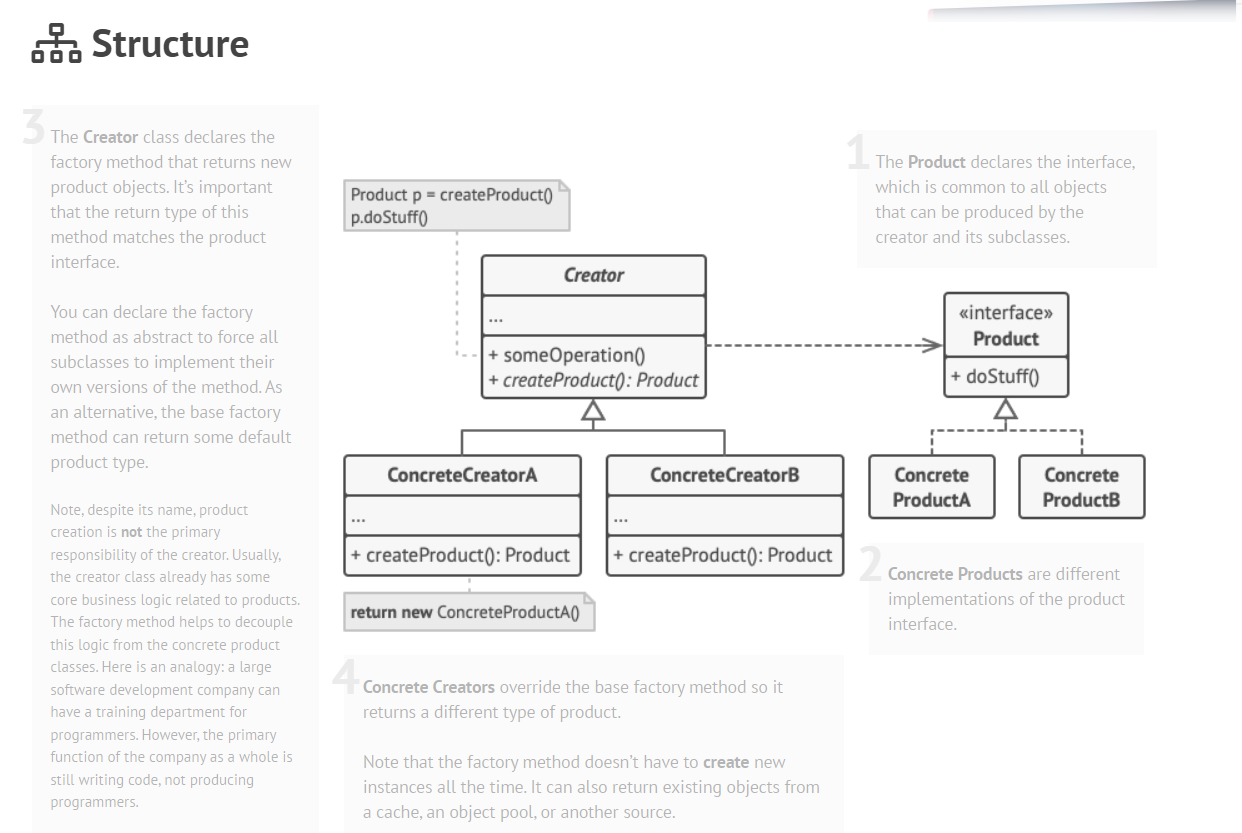 Structure
3
The Creator class declares the
factory method that returns new
product objects. It’s important
that the return type of this
method matches the product
interface.
You can declare the factory
method as abstract to force all
subclasses to implement their
own versions of the method. As
an alternative, the base factory
method can return some default
product type.
Note, despite its name, product
creation is not the primary
responsibility of the creator. Usually,
the creator class already has some
core business logic related to products.
The factory method helps to decouple
this logic from the concrete product
classes. Here is an analogy: a large
software development company can
have a training department for
programmers. However, the primary
function of the company as a whole is
still writing code, not producing
programmers.
Product p = createProduct()
p.doStuff()
Creator
...
+ someOperation()
+ createProduct(): Product
ConcreteCreatorA
...
+ createProduct(): Product
return new ConcreteProductA()
ConcreteCreatorB
...
+ createProduct(): Product
1
The Product declares the interface,
which is common to all objects
that can be produced by the
creator and its subclasses.
«interface»
Product
+ doStuff()
Concrete
ProductA
Concrete
ProductB
2
Concrete Products are different
implementations of the product
interface.
4
Concrete Creators override the base factory method so it
returns a different type of product.
Note that the factory method doesn’t have to create new
instances all the time. It can also return existing objects from
a cache, an object pool, or another source.